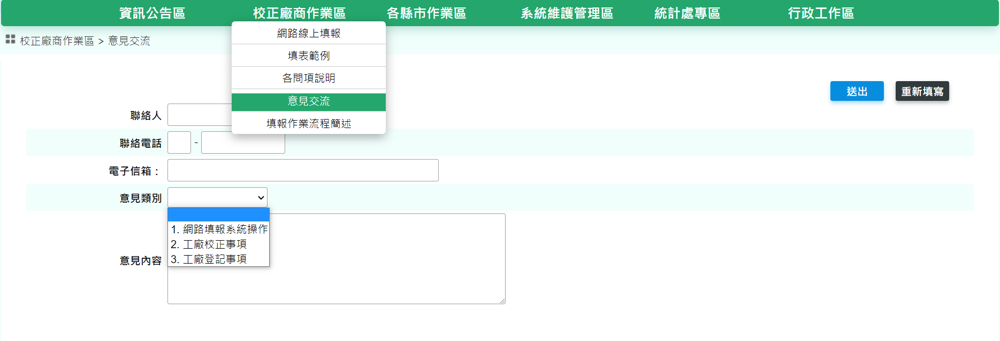 資訊公告區 校正廠商作業區 各縣市作業區 系統維護管理區 統計處專區 行政工作區
校正廠商作業區 > 意見交流
網路線上填報
填表範例
各問項說明
意見交流
填報作業流程簡述
送出 重新填寫
聯絡人
聯絡電話 -
電子信箱：
意見類別
1. 網路填報系統操作
2. 工廠校正事項
3. 工廠登記事項
意見內容